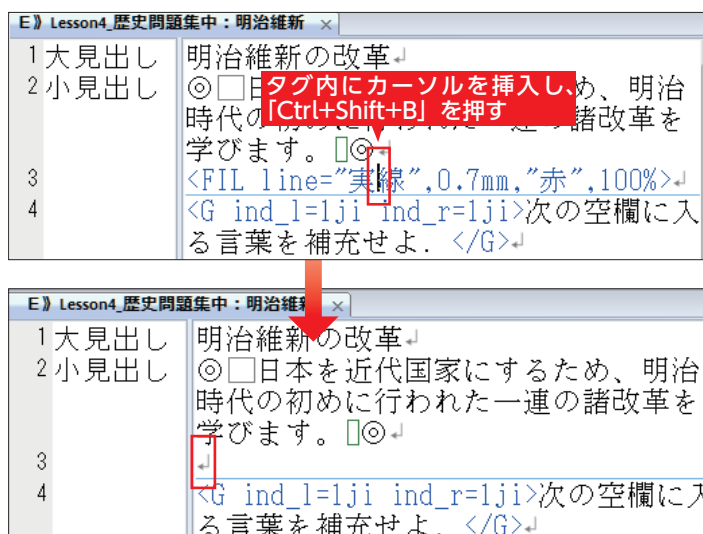 E》Lesson4_歴史問題集中：明治維新 ×
1 大見出し 明治維新の改革↲
2 小見出し ◎□日 め、明治
タグ内にカーソルを挿入し、
「Ctrl+Shift+B」を押す
時代の 諸改革を
学びます。▯◎↲
3 <FIL line="実線",0.7mm,"赤",100%>↲
4 <G ind_l=1ji ind_r=1ji>次の空欄に入
る言葉を補充せよ．</G>↲
E》Lesson4_歴史問題集中：明治維新 ×
1 大見出し 明治維新の改革↲
2 小見出し ◎□日本を近代国家にするため、明治
時代の初めに行われた一連の諸改革を
学びます。▯◎↲
3 ↲
4 <G ind_l=1ji ind_r=1ji>次の空欄に入
る言葉を補充せよ．</G>↲